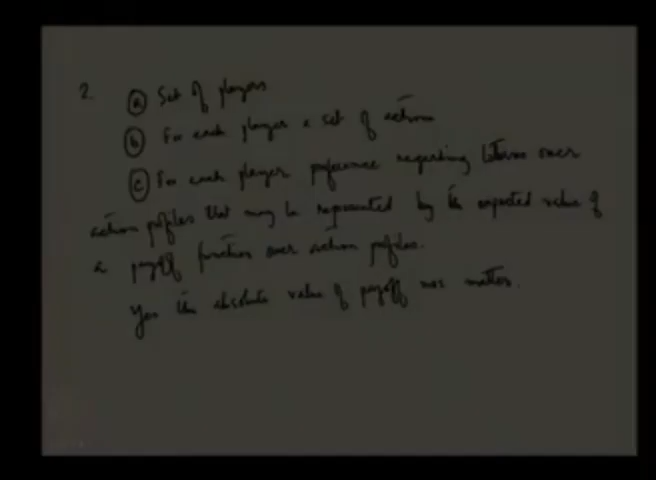 2. (a) Set of players
(b) For each player a set of actions
(c) For each player preference regarding lotteries over
action profiles that may be represented by the expected value of
a payoff function over action profiles.
Yes the absolute value of payoff now matters.